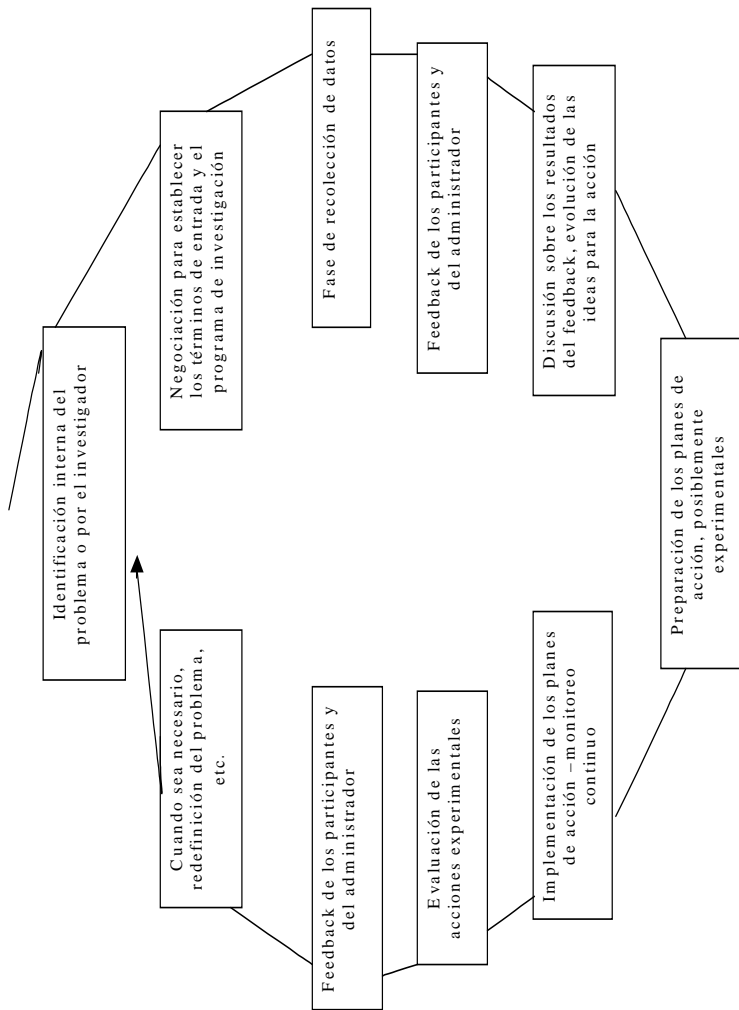 Identificación interna del
problema o por el investigador
Negociación para establecer
los términos de entrada y el
programa de investigación
Fase de recolección de datos
Feedback de los participantes y
del administrador
Discusión sobre los resultados
del feedback, evolución de las
ideas para la acción
Preparación de los planes de
acción, posiblemente
experimentales
Implementación de los planes
de acción –monitoreo
continuo
Evaluación de las
acciones experimentales
Feedback de los participantes y
del administrador
Cuando sea necesario,
redefinición del problema,
etc.